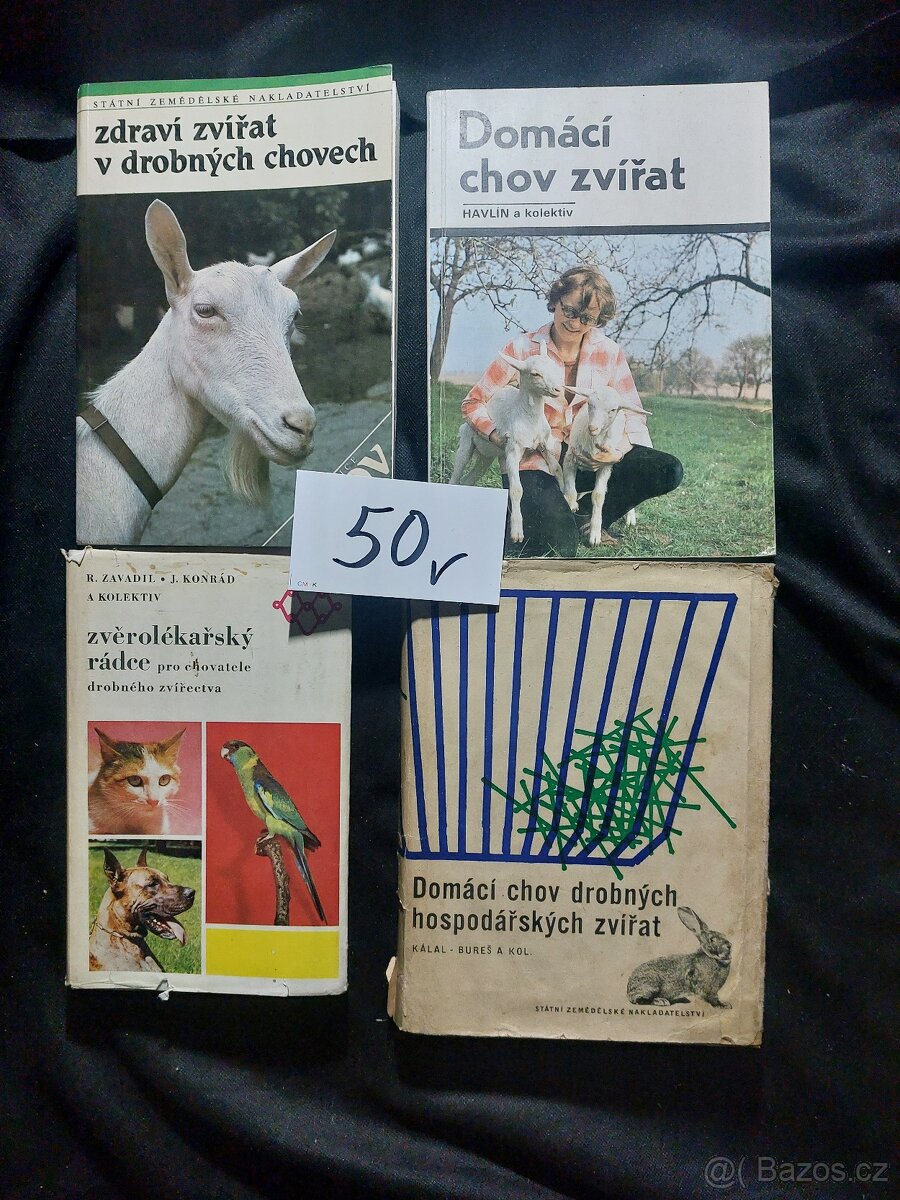 STÁTNÍ ZEMĚDĚLSKÉ NAKLADATELSTVÍ
zdraví zvířat
v drobných chovech
Domácí
chov zvířat
HAVLÍN a kolektiv
50,-
R. ZAVADIL • J. KONRÁD
A KOLEKTIV
zvěrolékařský
rádce pro chovatele
drobného zvířectva
Domácí chov drobných
hospodářských zvířat
KÁLAL - BUREŠ A KOL.
STÁTNÍ ZEMĚDĚLSKÉ NAKLADATELSTVÍ
@( Bazos.cz